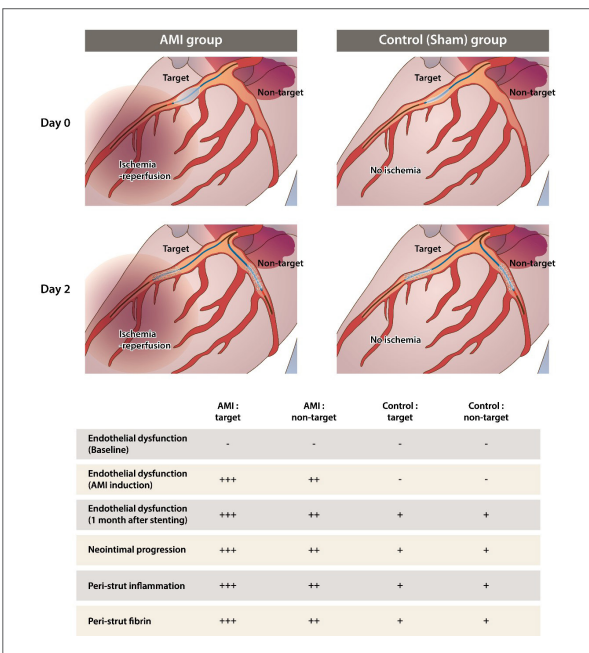 AMI group
Control (Sham) group
Day 0
Target
Non-target
Ischemia
-reperfusion
Target
Non-target
No ischemia
Day 2
Target
Non-target
Ischemia
-reperfusion
Target
Non-target
No ischemia
AMI : target
AMI : non-target
Control : target
Control : non-target
Endothelial dysfunction (Baseline) - - - -
Endothelial dysfunction (AMI induction) +++ ++ - -
Endothelial dysfunction (1 month after stenting) +++ ++ + +
Neointimal progression +++ ++ + +
Peri-strut inflammation +++ ++ + +
Peri-strut fibrin +++ ++ + +